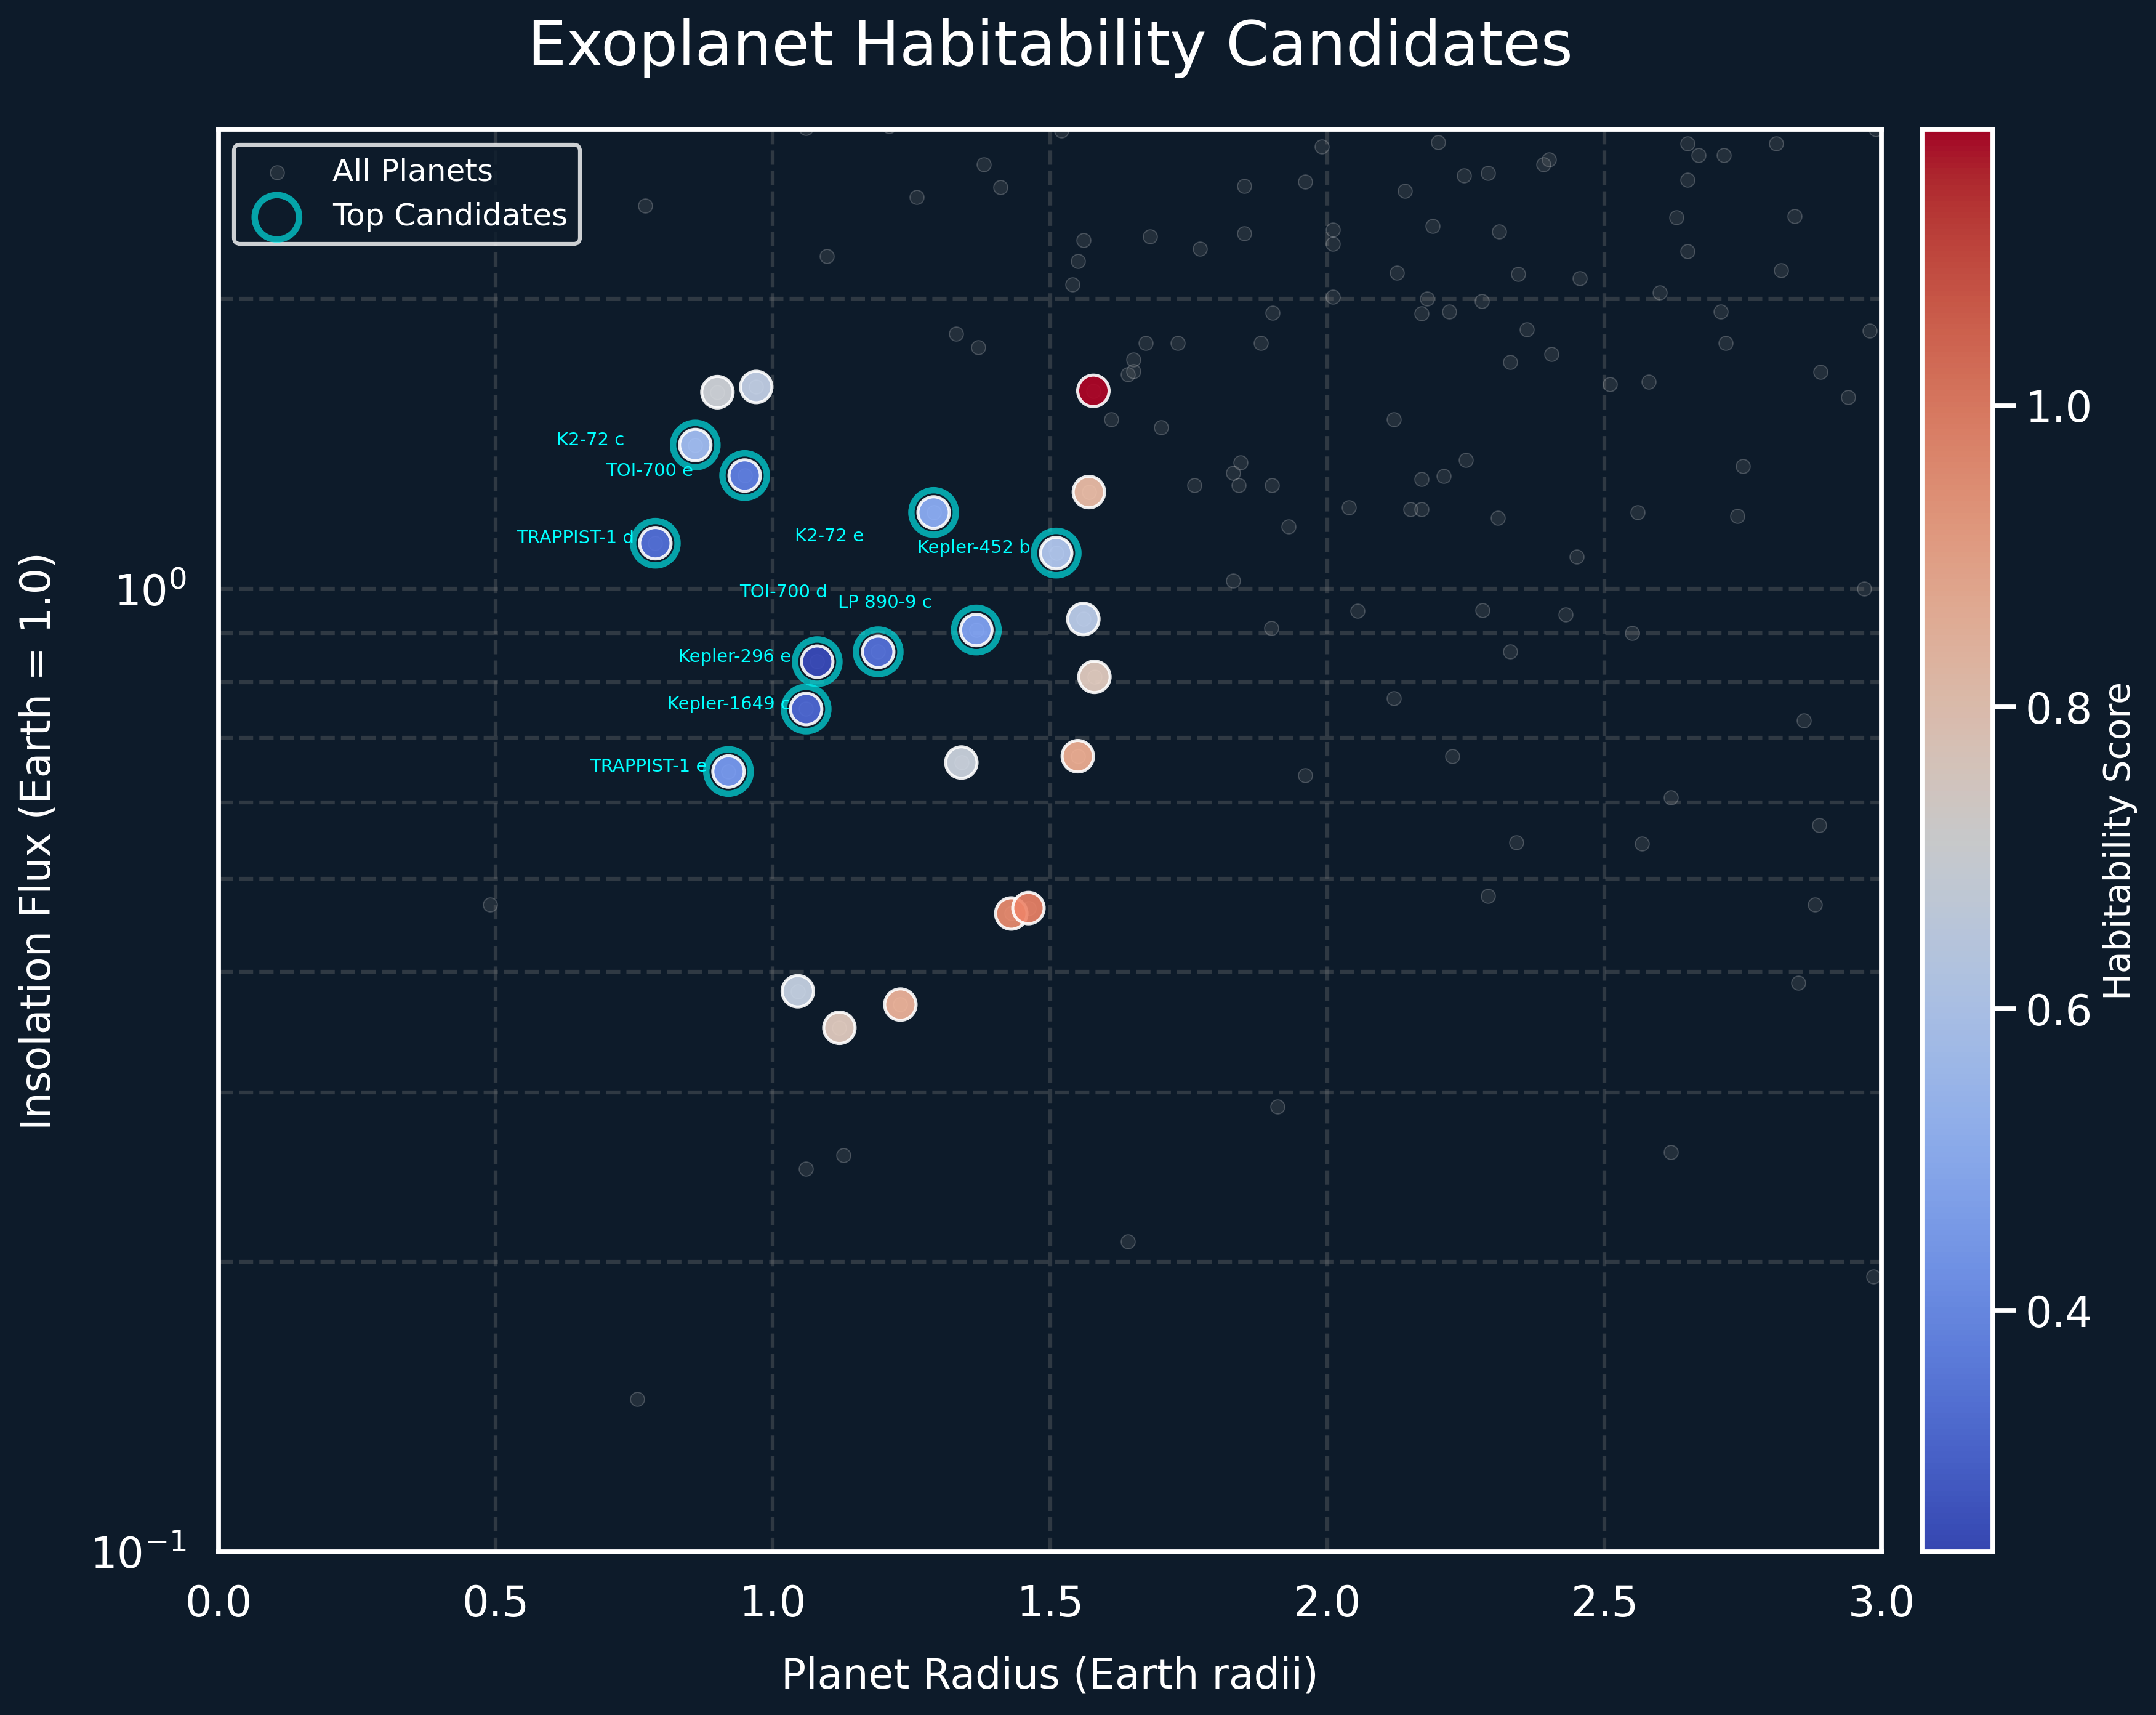 Exoplanet Habitability Candidates
All Planets
Top Candidates
K2-72 c
TOI-700 e
TRAPPIST-1 d
K2-72 e
Kepler-452 b
TOI-700 d
LP 890-9 c
Kepler-296 e
Kepler-1649 c
TRAPPIST-1 e
Insolation Flux (Earth = 1.0)
10⁰
10⁻¹
0.0 0.5 1.0 1.5 2.0 2.5 3.0
Planet Radius (Earth radii)
1.0
0.8
0.6
0.4
Habitability Score